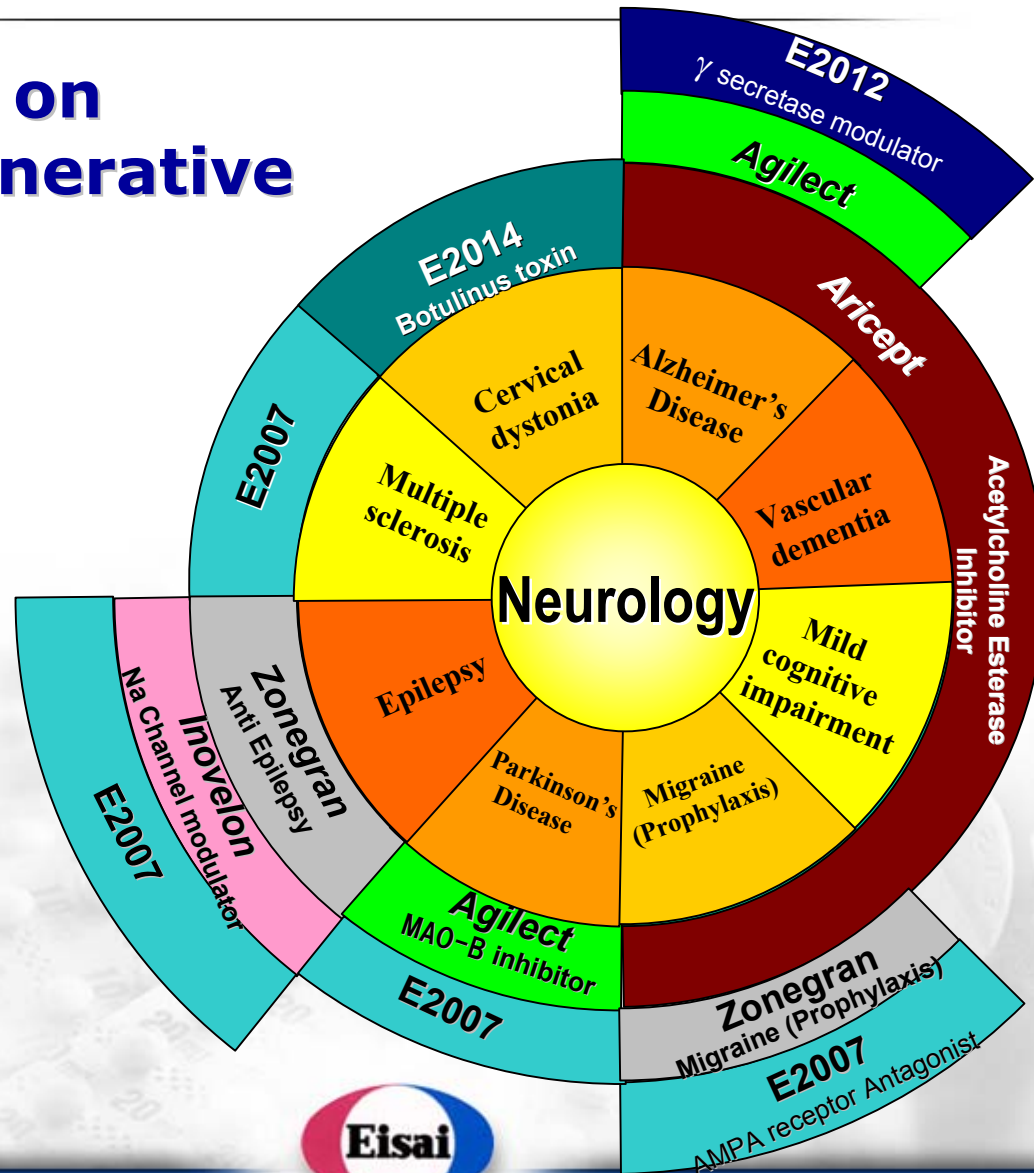 on
nerative
E2012
γ secretase modulator
Agilect
Aricept
Acetylcholine Esterase
Inhibitor
E2014
Botulinus toxin
E2007
Cervical
dystonia
Alzheimer's
Disease
Vascular
dementia
Mild
cognitive
impairment
Migraine
(Prophylaxis)
Parkinson's
Disease
Epilepsy
Multiple
sclerosis
Neurology
Zonegran
Anti Epilepsy
Inovelon
Na Channel modulator
E2007
Agilect
MAO-B inhibitor
E2007
Zonegran
Migraine (Prophylaxis)
E2007
AMPA receptor Antagonist
Eisai